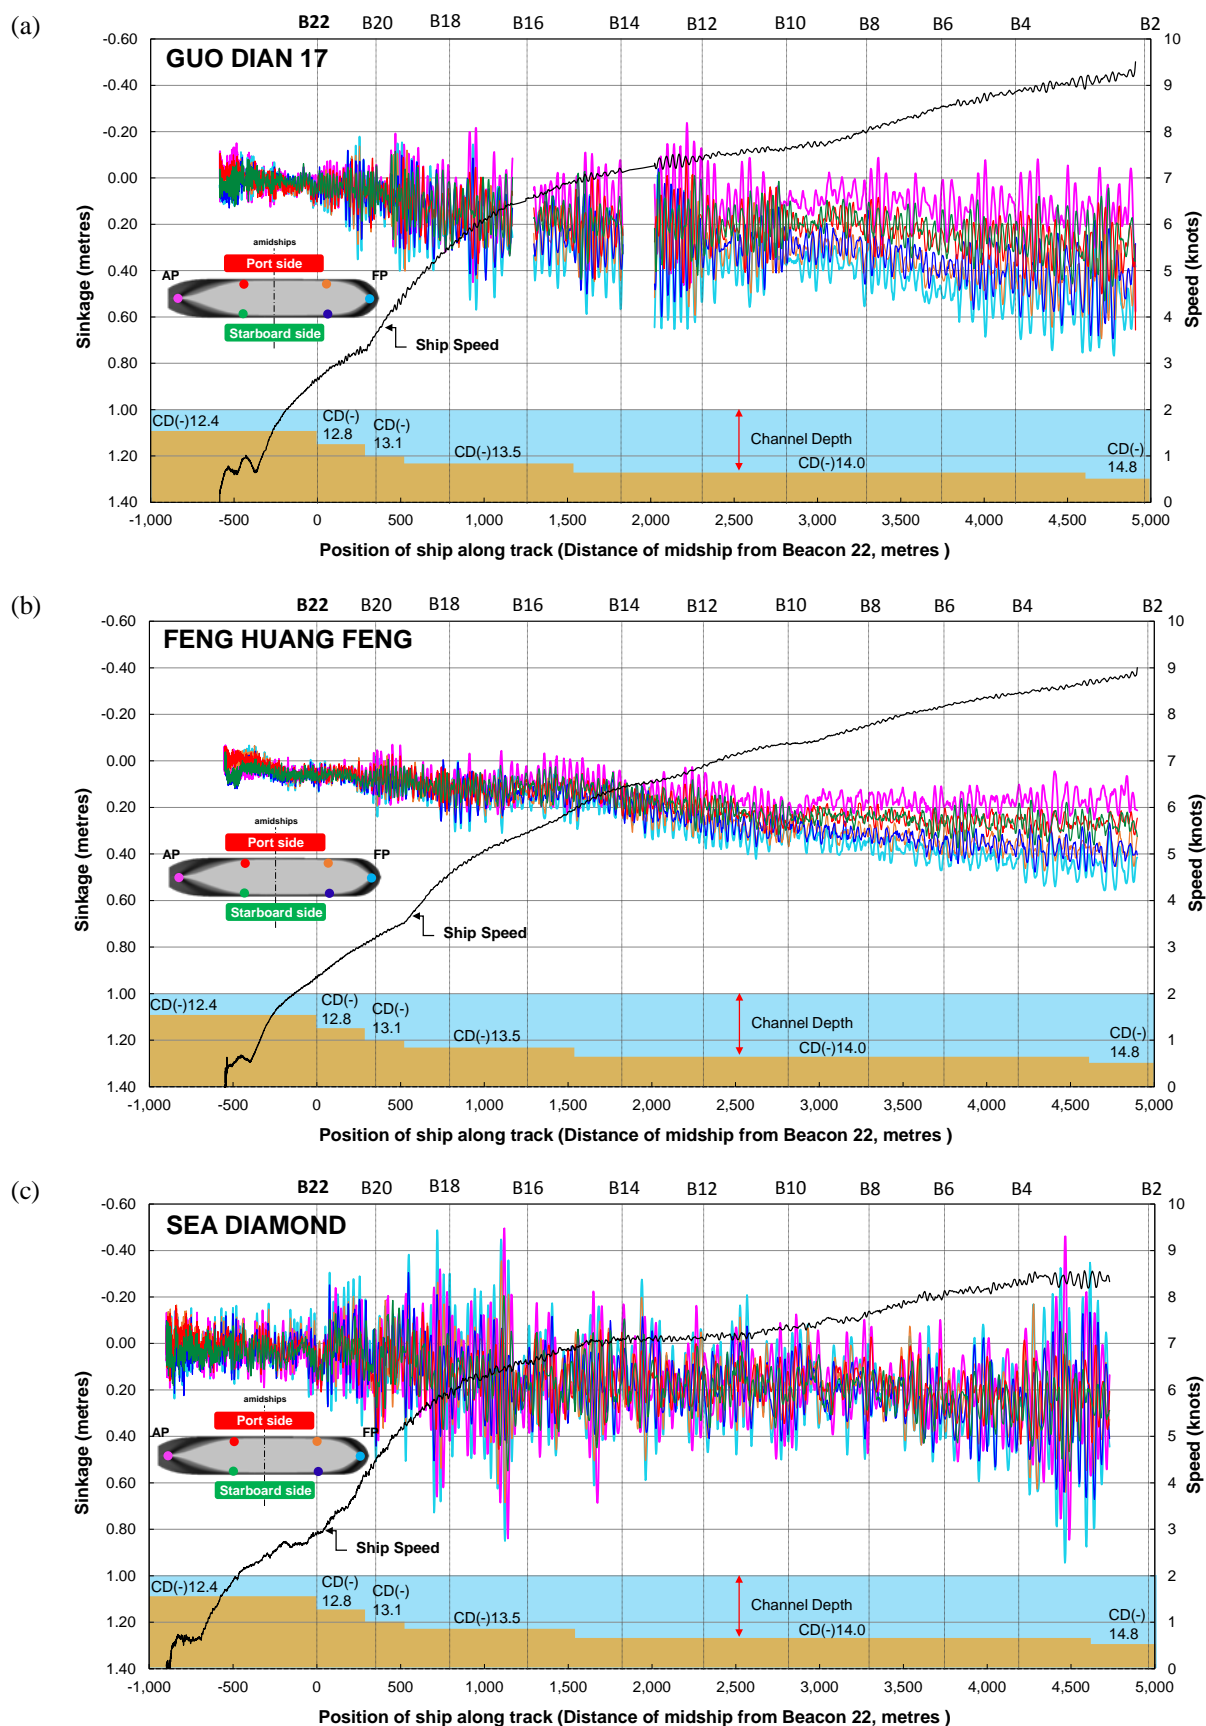 (a)
B22 B20 B18 B16 B14 B12 B10 B8 B6 B4 B2
-0.60 10
GUO DIAN 17
-0.40 9
-0.20 8
0.00 7
0.20 6
amidships
AP Port side FP
0.40 5
0.60 4
Starboard side
Ship Speed
0.80 3
1.00 2
CD(-)12.4 CD(-) 12.8 CD(-) 13.1 CD(-)13.5 Channel Depth CD(-)14.0 CD(-) 14.8
1.20 1
1.40 0
Sinkage (metres)
Speed (knots)
-1,000 -500 0 500 1,000 1,500 2,000 2,500 3,000 3,500 4,000 4,500 5,000
Position of ship along track (Distance of midship from Beacon 22, metres )
(b)
B22 B20 B18 B16 B14 B12 B10 B8 B6 B4 B2
-0.60 10
FENG HUANG FENG
-0.40 9
-0.20 8
0.00 7
0.20 6
amidships
AP Port side FP
0.40 5
0.60 4
Starboard side
Ship Speed
0.80 3
1.00 2
CD(-)12.4 CD(-) 12.8 CD(-) 13.1 CD(-)13.5 Channel Depth CD(-)14.0 CD(-) 14.8
1.20 1
1.40 0
Sinkage (metres)
Speed (knots)
-1,000 -500 0 500 1,000 1,500 2,000 2,500 3,000 3,500 4,000 4,500 5,000
Position of ship along track (Distance of midship from Beacon 22, metres )
(c)
B22 B20 B18 B16 B14 B12 B10 B8 B6 B4 B2
-0.60 10
SEA DIAMOND
-0.40 9
-0.20 8
0.00 7
0.20 6
amidships
AP Port side FP
0.40 5
0.60 4
Starboard side
0.80 3
Ship Speed
1.00 2
CD(-)12.4 CD(-) 12.8 CD(-) 13.1 CD(-)13.5 Channel Depth CD(-)14.0 CD(-) 14.8
1.20 1
1.40 0
Sinkage (metres)
Speed (knots)
-1,000 -500 0 500 1,000 1,500 2,000 2,500 3,000 3,500 4,000 4,500 5,000
Position of ship along track (Distance of midship from Beacon 22, metres )